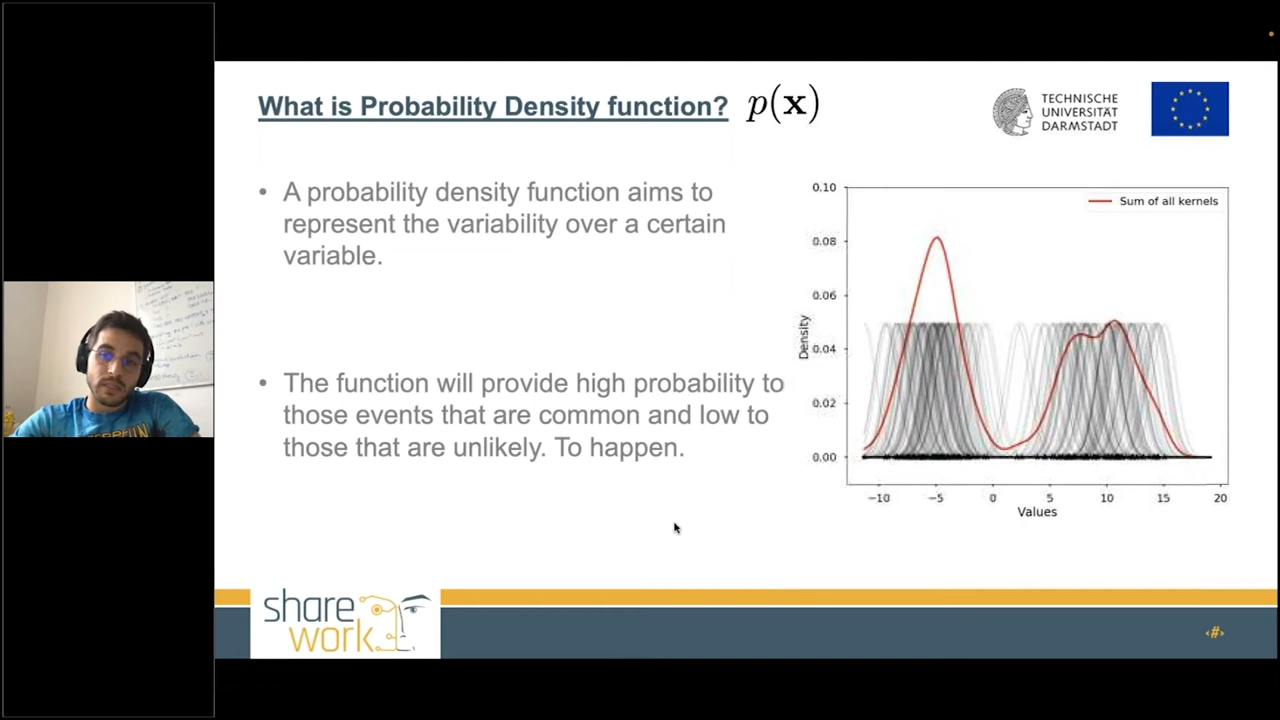 What is Probability Density function? p(x)
TECHNISCHE
UNIVERSITÄT
DARMSTADT
• A probability density function aims to
represent the variability over a certain
variable.
• The function will provide high probability to
those events that are common and low to
those that are unlikely. To happen.
Sum of all kernels
0.10
0.08
0.06
0.04
0.02
0.00
Density
−10 −5 0 5 10 15 20
Values
share
work
‹#›